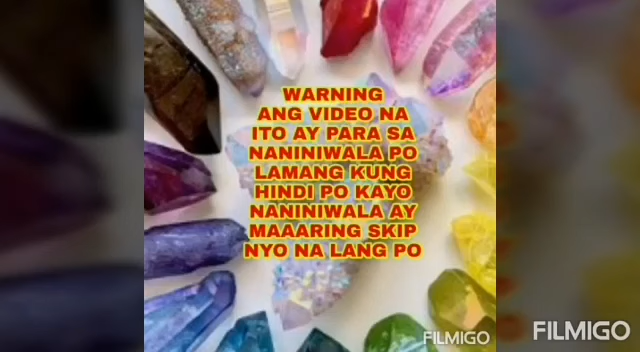 WARNING
ANG VIDEO NA
ITO AY PARA SA
NANINIWALA PO
LAMANG KUNG
HINDI PO KAYO
NANINIWALA AY
MAAARING SKIP
NYO NA LANG PO
FILMIGO
FILMIGO